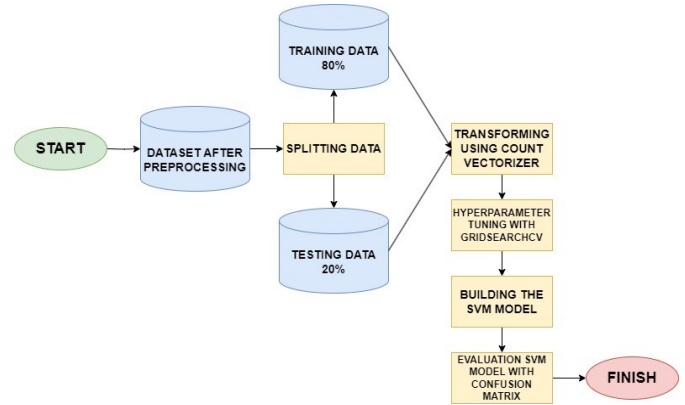 START
DATASET AFTER
PREPROCESSING
SPLITTING DATA
TRAINING DATA
80%
TESTING DATA
20%
TRANSFORMING
USING COUNT
VECTORIZER
HYPERPARAMETER
TUNING WITH
GRIDSEARCHCV
BUILDING THE
SVM MODEL
EVALUATION SVM
MODEL WITH
CONFUSION
MATRIX
FINISH